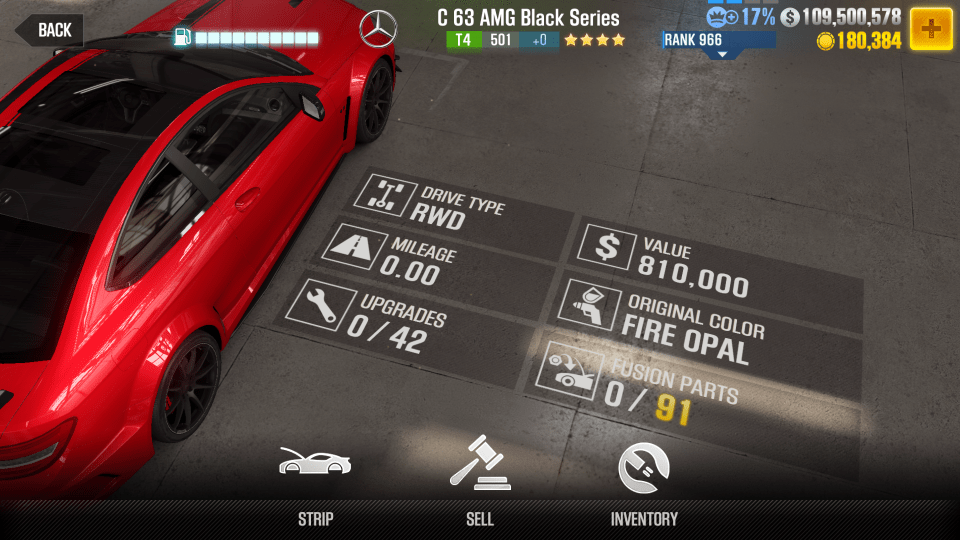 BACK
C 63 AMG Black Series
T4 501 +0
17%
109,500,578
RANK 966
180,384
DRIVE TYPE
RWD
MILEAGE
0.00
UPGRADES
0/42
VALUE
810,000
ORIGINAL COLOR
FIRE OPAL
FUSION PARTS
0/91
STRIP
SELL
INVENTORY